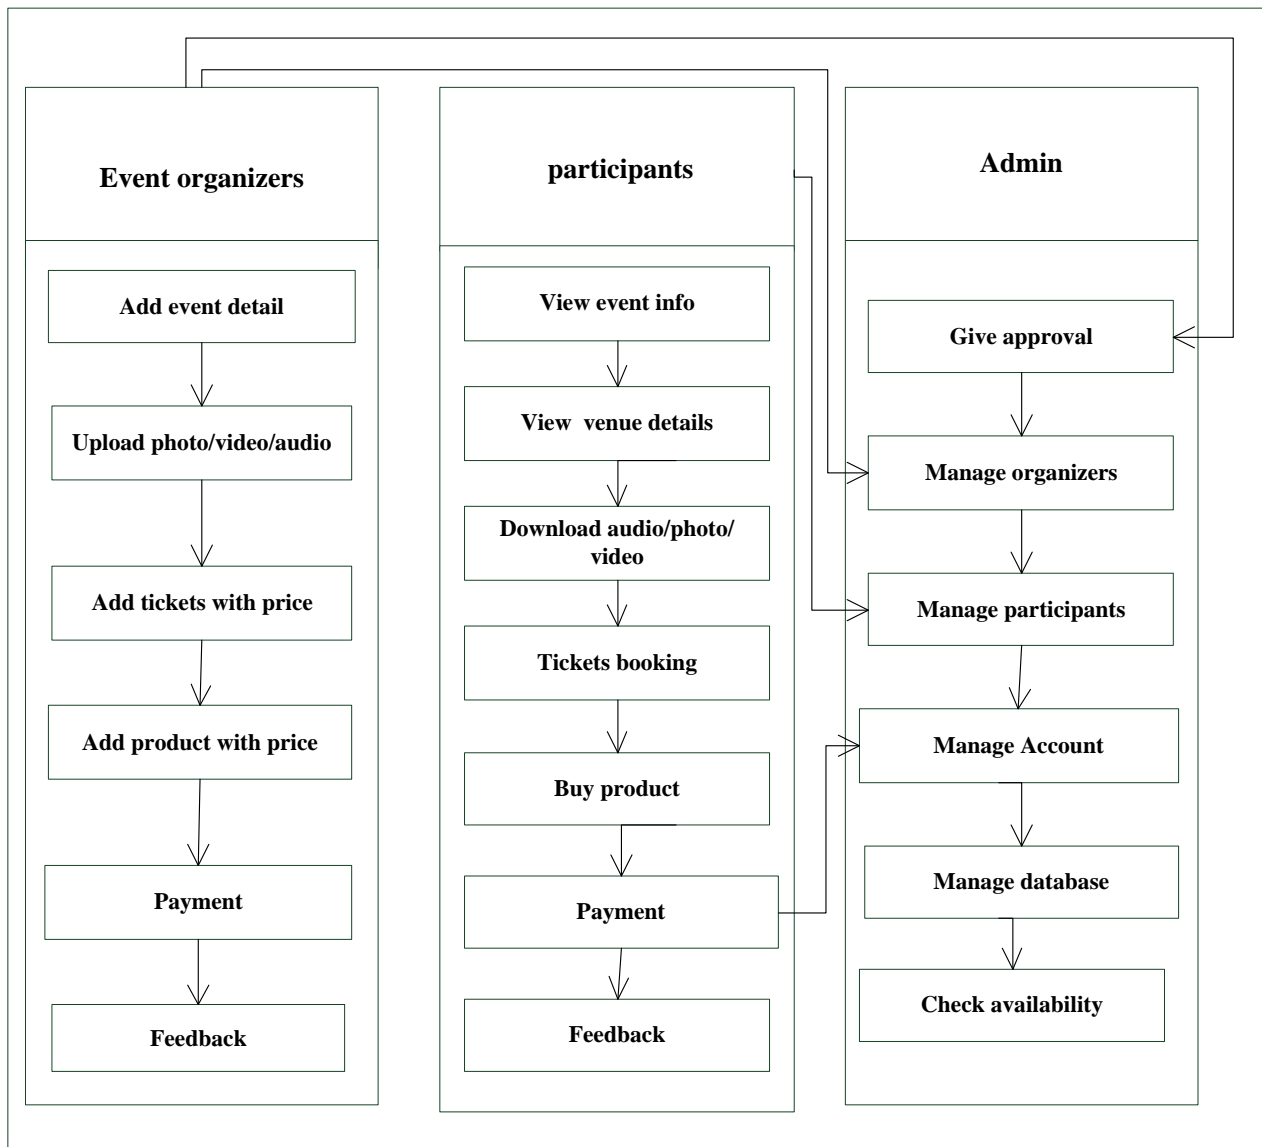 Event organizers
Add event detail
Upload photo/video/audio
Add tickets with price
Add product with price
Payment
Feedback
participants
View event info
View  venue details
Download audio/photo/
video
Tickets booking
Buy product
Payment
Feedback
Admin
Give approval
Manage organizers
Manage participants
Manage Account
Manage database
Check availability